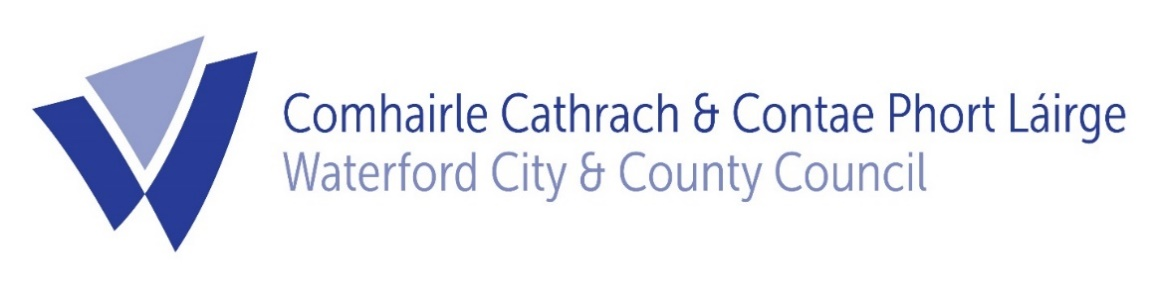 Comhairle Cathrach & Contae Phort Láirge
Waterford City & County Council